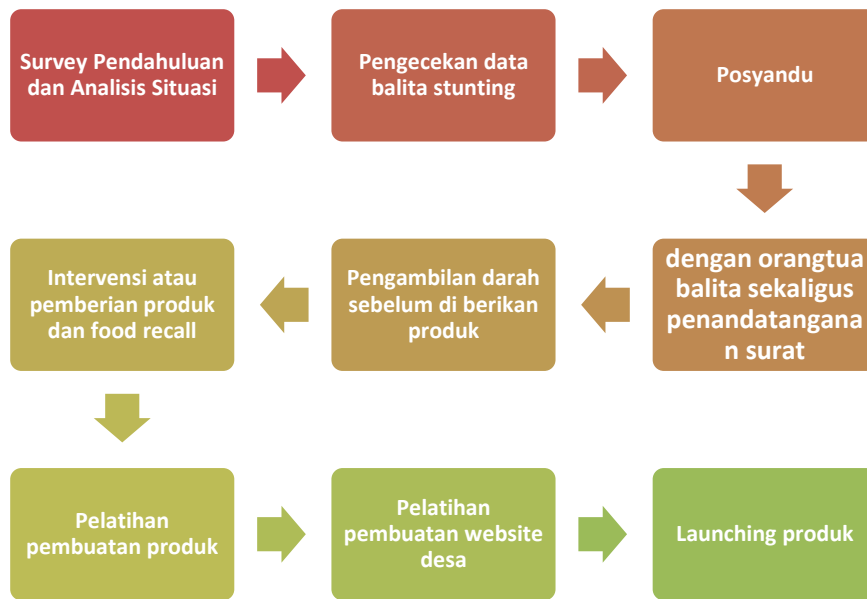 Survey Pendahuluan
dan Analisis Situasi
Pengecekan data
balita stunting
Posyandu
dengan orangtua
balita sekaligus
penandatangana
n surat
Pengambilan darah
sebelum di berikan
produk
Intervensi atau
pemberian produk
dan food recall
Pelatihan
pembuatan produk
Pelatihan
pembuatan website
desa
Launching produk